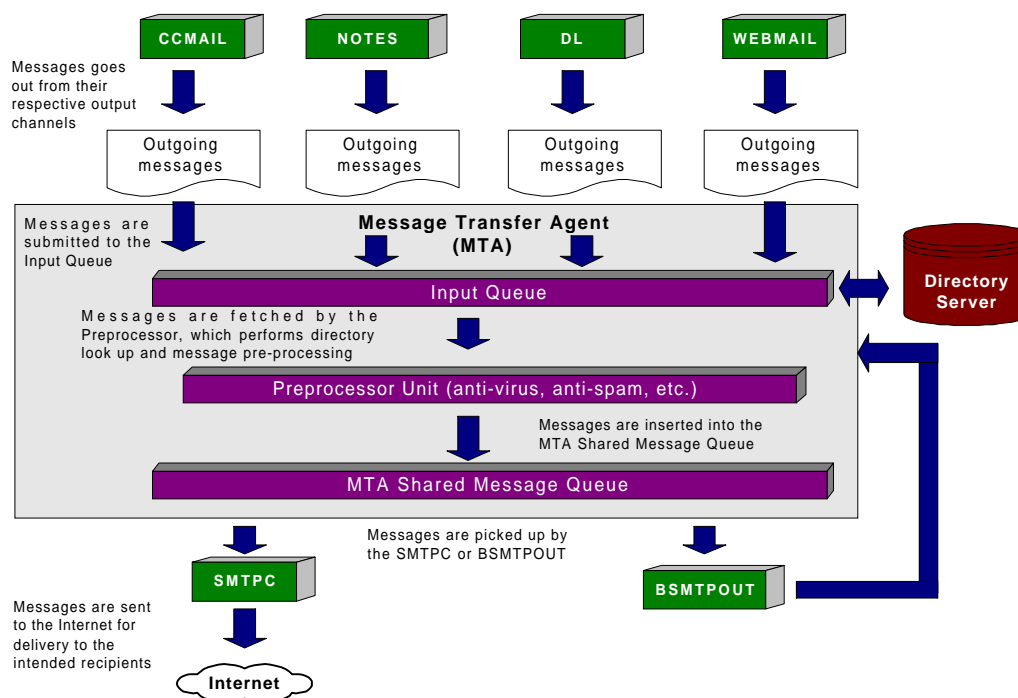 CCMAIL
NOTES
DL
WEBMAIL
Messages goes
out from their
respective output
channels
Outgoing
messages
Outgoing
messages
Outgoing
messages
Outgoing
messages
Messages are
submitted to the
Input Queue
Message Transfer Agent
(MTA)
Input Queue
Directory
Server
Messages are fetched by the
Preprocessor, which performs directory
look up and message pre-processing
Preprocessor Unit (anti-virus, anti-spam, etc.)
Messages are inserted into the
MTA Shared Message Queue
MTA Shared Message Queue
Messages are picked up by
the SMTPC or BSMTPOUT
SMTPC
BSMTPOUT
Messages are sent
to the Internet for
delivery to the
intended recipients
Internet